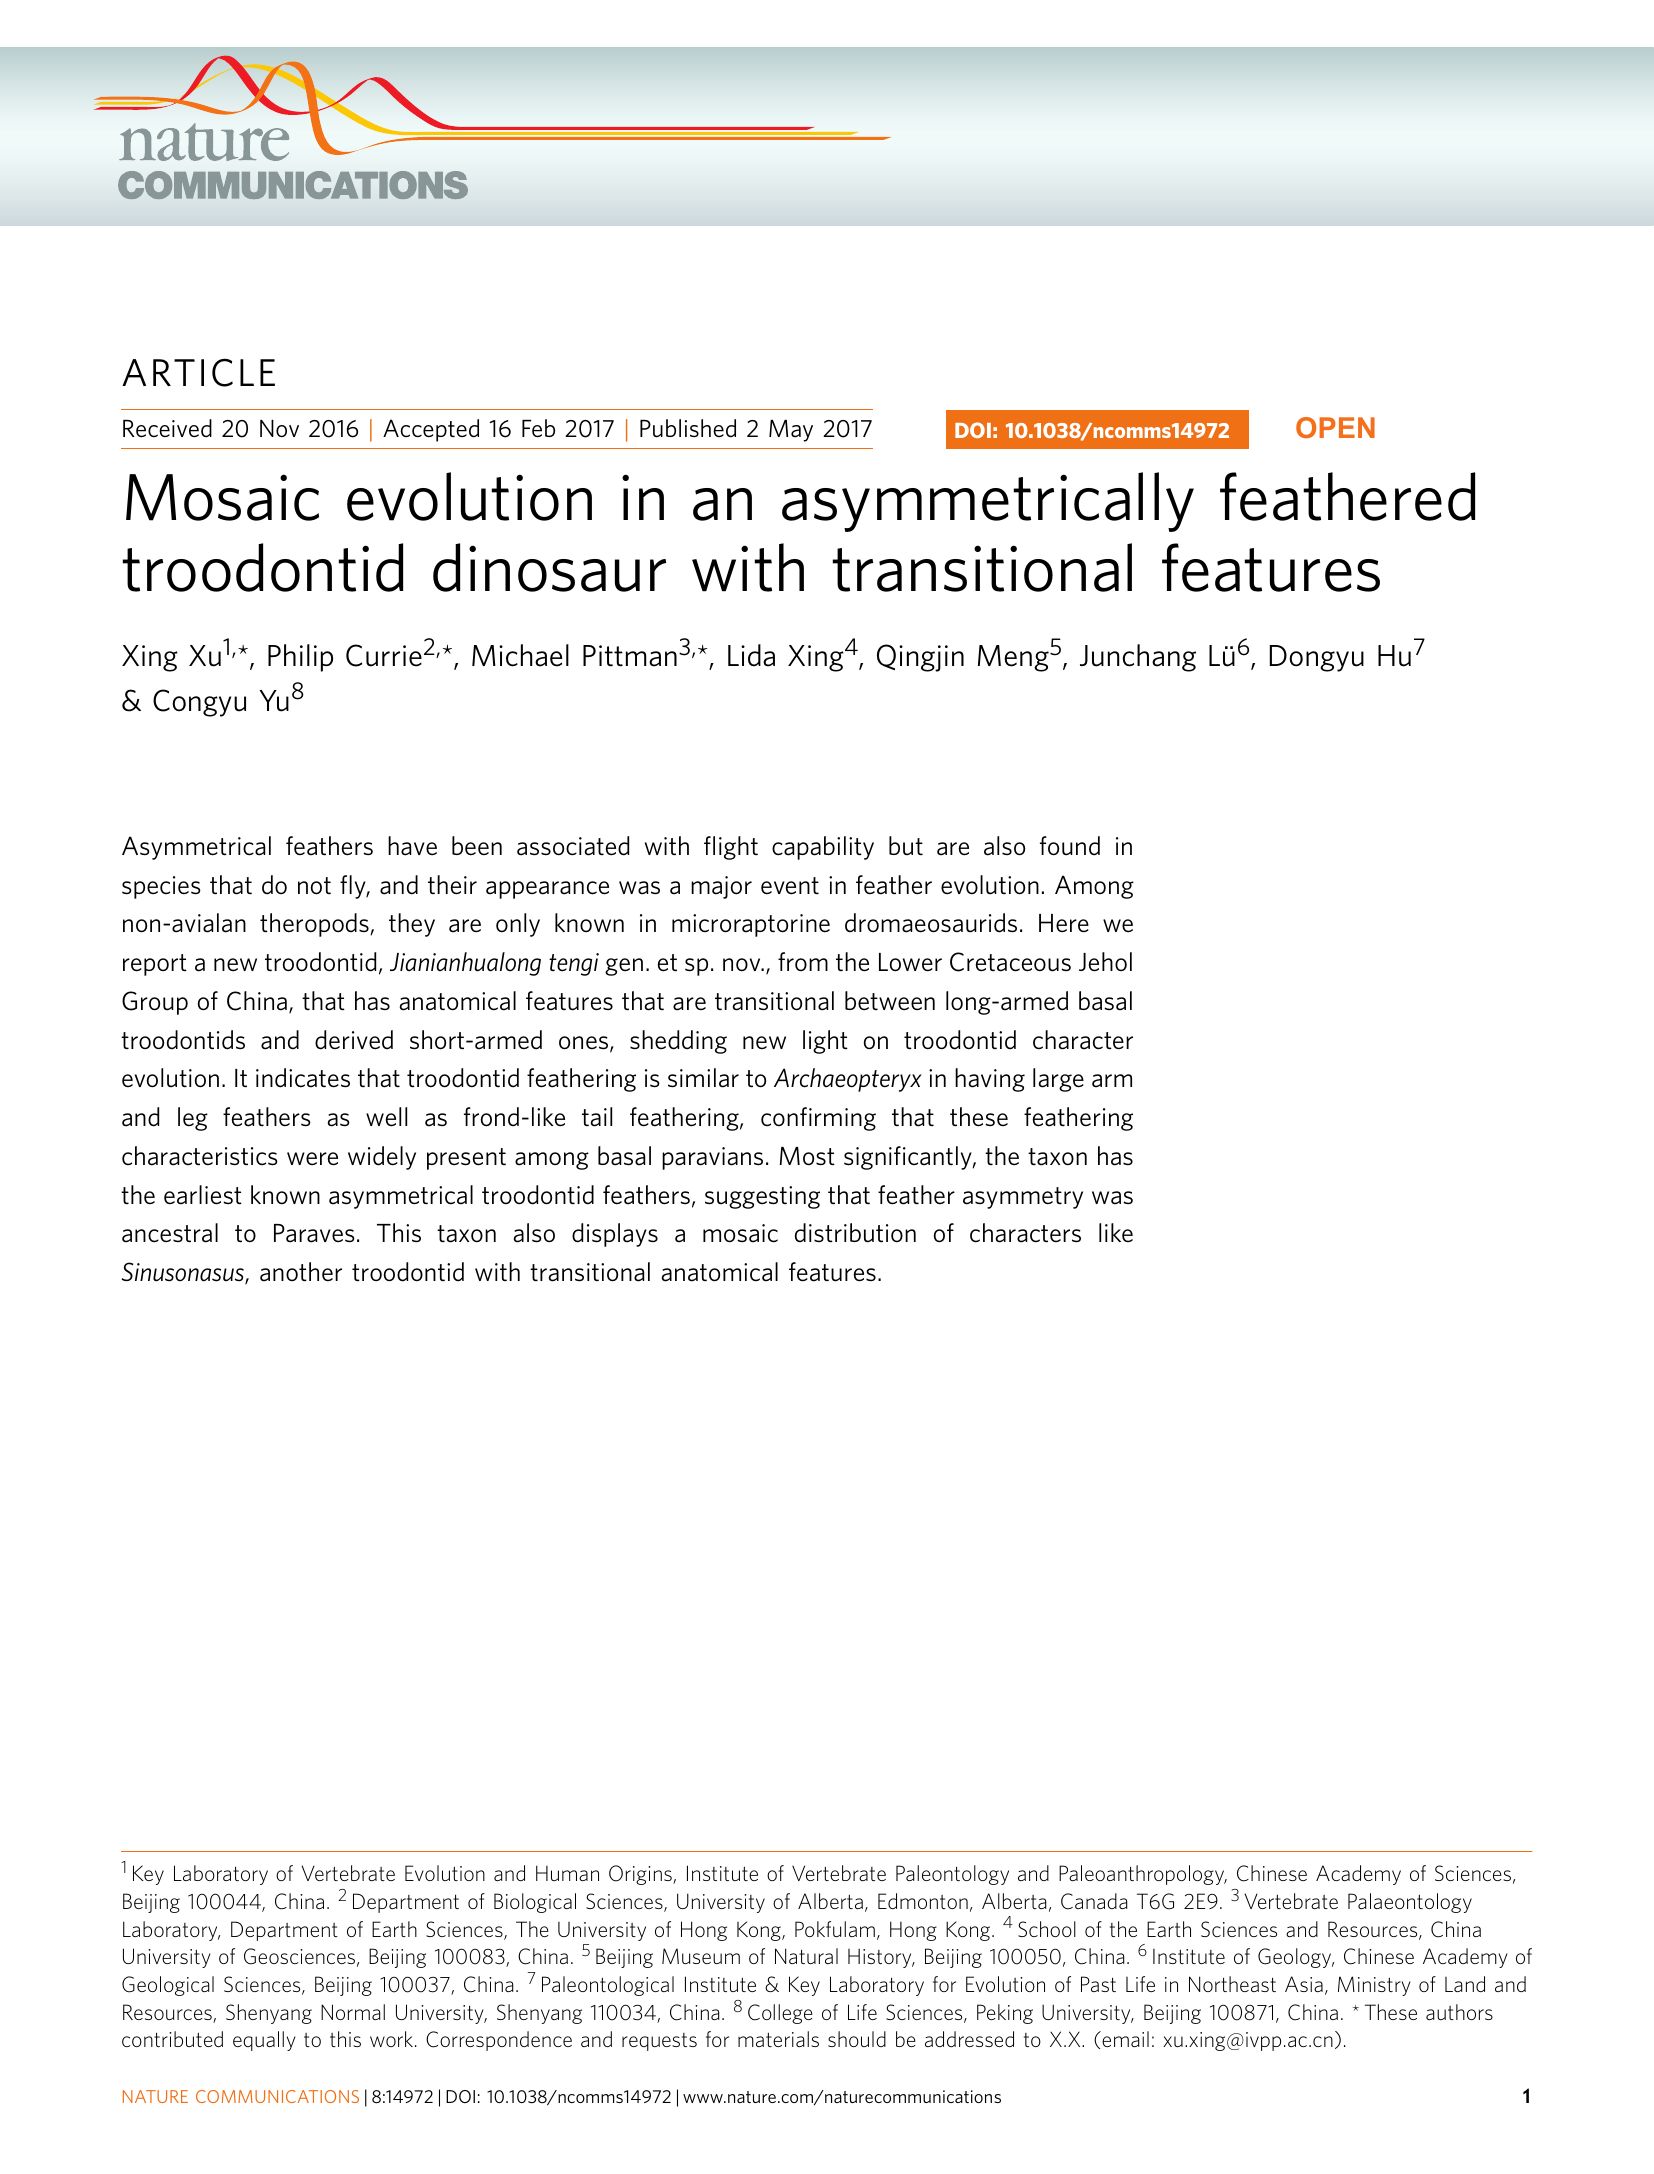 nature
COMMUNICATIONS
ARTICLE
Received 20 Nov 2016 | Accepted 16 Feb 2017 | Published 2 May 2017
DOI: 10.1038/ncomms14972
OPEN
Mosaic evolution in an asymmetrically feathered
troodontid dinosaur with transitional features
Xing Xu1,*, Philip Currie2,*, Michael Pittman3,*, Lida Xing4, Qingjin Meng5, Junchang Lü6, Dongyu Hu7
& Congyu Yu8
Asymmetrical feathers have been associated with flight capability but are also found in
species that do not fly, and their appearance was a major event in feather evolution. Among
non-avialan theropods, they are only known in microraptorine dromaeosaurids. Here we
report a new troodontid, Jianianhualong tengi gen. et sp. nov., from the Lower Cretaceous Jehol
Group of China, that has anatomical features that are transitional between long-armed basal
troodontids and derived short-armed ones, shedding new light on troodontid character
evolution. It indicates that troodontid feathering is similar to Archaeopteryx in having large arm
and leg feathers as well as frond-like tail feathering, confirming that these feathering
characteristics were widely present among basal paravians. Most significantly, the taxon has
the earliest known asymmetrical troodontid feathers, suggesting that feather asymmetry was
ancestral to Paraves. This taxon also displays a mosaic distribution of characters like
Sinusonasus, another troodontid with transitional anatomical features.
1 Key Laboratory of Vertebrate Evolution and Human Origins, Institute of Vertebrate Paleontology and Paleoanthropology, Chinese Academy of Sciences,
Beijing 100044, China. 2 Department of Biological Sciences, University of Alberta, Edmonton, Alberta, Canada T6G 2E9. 3 Vertebrate Palaeontology
Laboratory, Department of Earth Sciences, The University of Hong Kong, Pokfulam, Hong Kong. 4 School of the Earth Sciences and Resources, China
University of Geosciences, Beijing 100083, China. 5 Beijing Museum of Natural History, Beijing 100050, China. 6 Institute of Geology, Chinese Academy of
Geological Sciences, Beijing 100037, China. 7 Paleontological Institute & Key Laboratory for Evolution of Past Life in Northeast Asia, Ministry of Land and
Resources, Shenyang Normal University, Shenyang 110034, China. 8 College of Life Sciences, Peking University, Beijing 100871, China. * These authors
contributed equally to this work. Correspondence and requests for materials should be addressed to X.X. (email: xu.xing@ivpp.ac.cn).
NATURE COMMUNICATIONS | 8:14972 | DOI: 10.1038/ncomms14972 | www.nature.com/naturecommunications
1